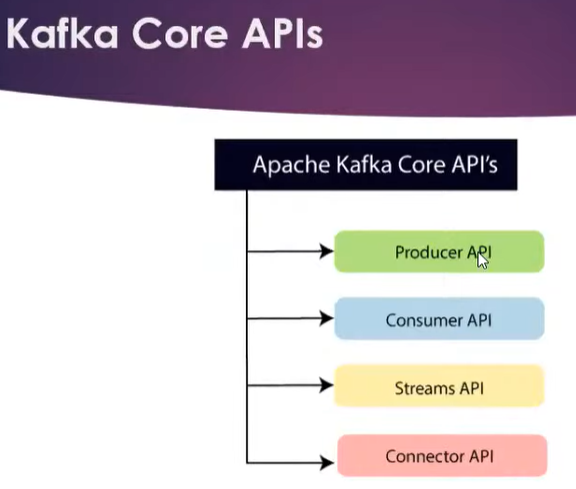 Kafka Core APIs
Apache Kafka Core API's
Producer API
Consumer API
Streams API
Connector API